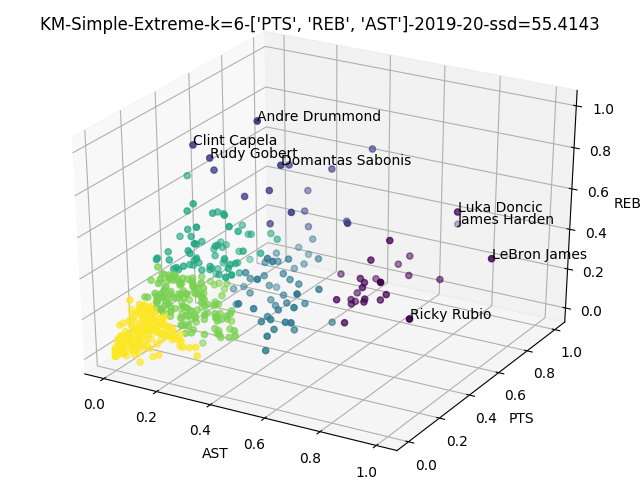 KM-Simple-Extreme-k=6-['PTS', 'REB', 'AST']-2019-20-ssd=55.4143
Andre Drummond
Clint Capela
Rudy Gobert
Domantas Sabonis
Luka Doncic
James Harden
LeBron James
Ricky Rubio
1.0
0.8
0.6
0.4
0.2
0.0
REB
1.0
0.8
0.6
0.4
0.2
0.0
PTS
0.0
0.2
0.4
0.6
0.8
1.0
AST